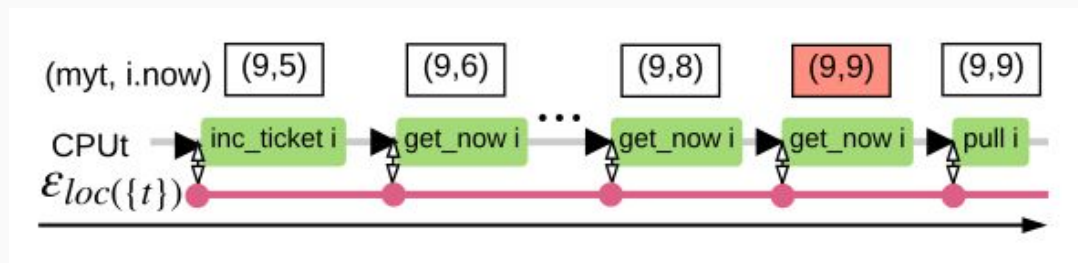 (myt, i.now) (9,5) (9,6) (9,8) (9,9) (9,9)
CPUt inc_ticket i get_now i ... get_now i get_now i pull i
ε_loc({t})